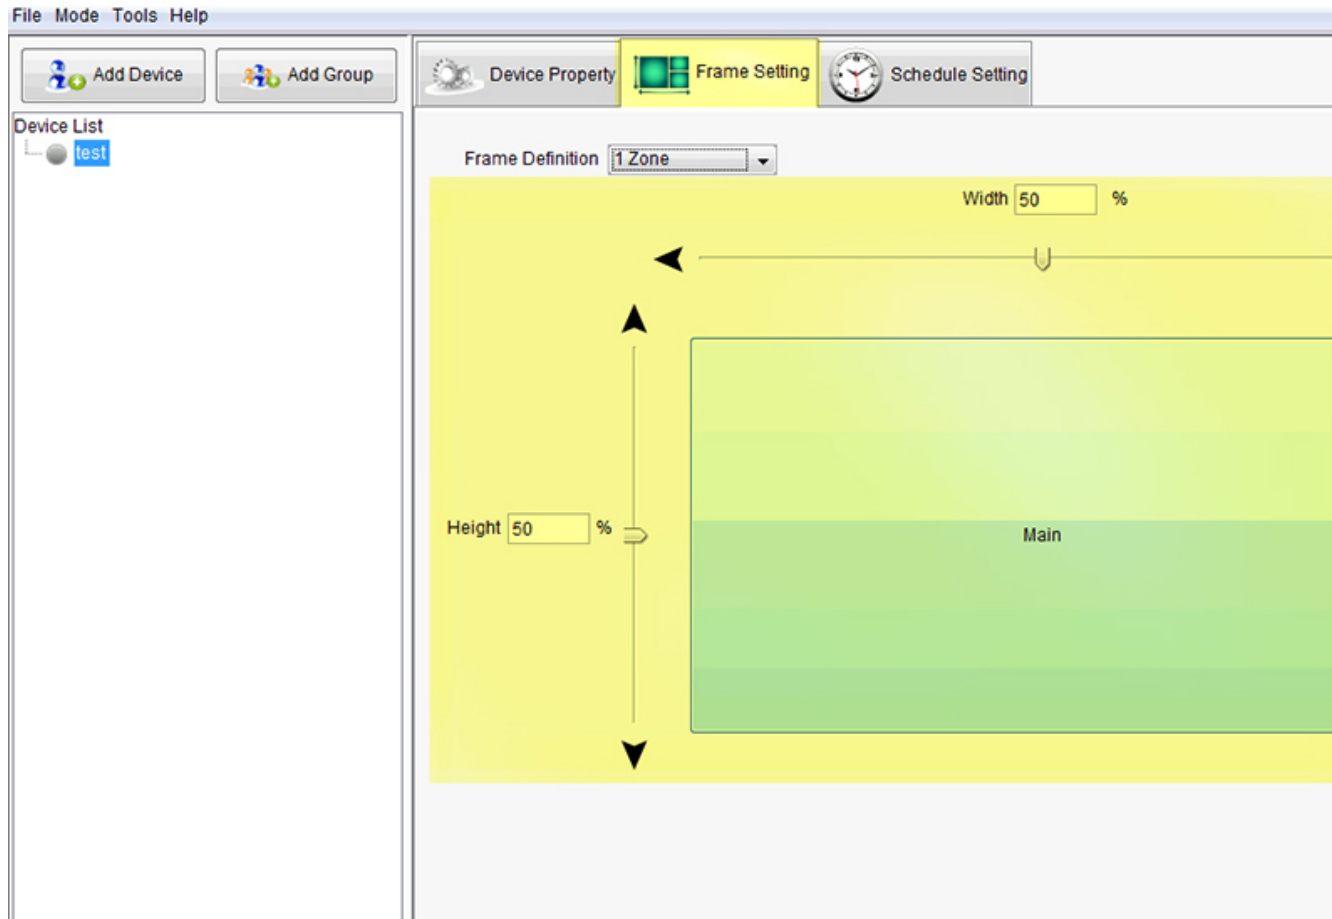 File Mode Tools Help
Add Device Add Group
Device Property Frame Setting Schedule Setting
Device List
test
Frame Definition 1 Zone
Width 50 %
Height 50 %
Main